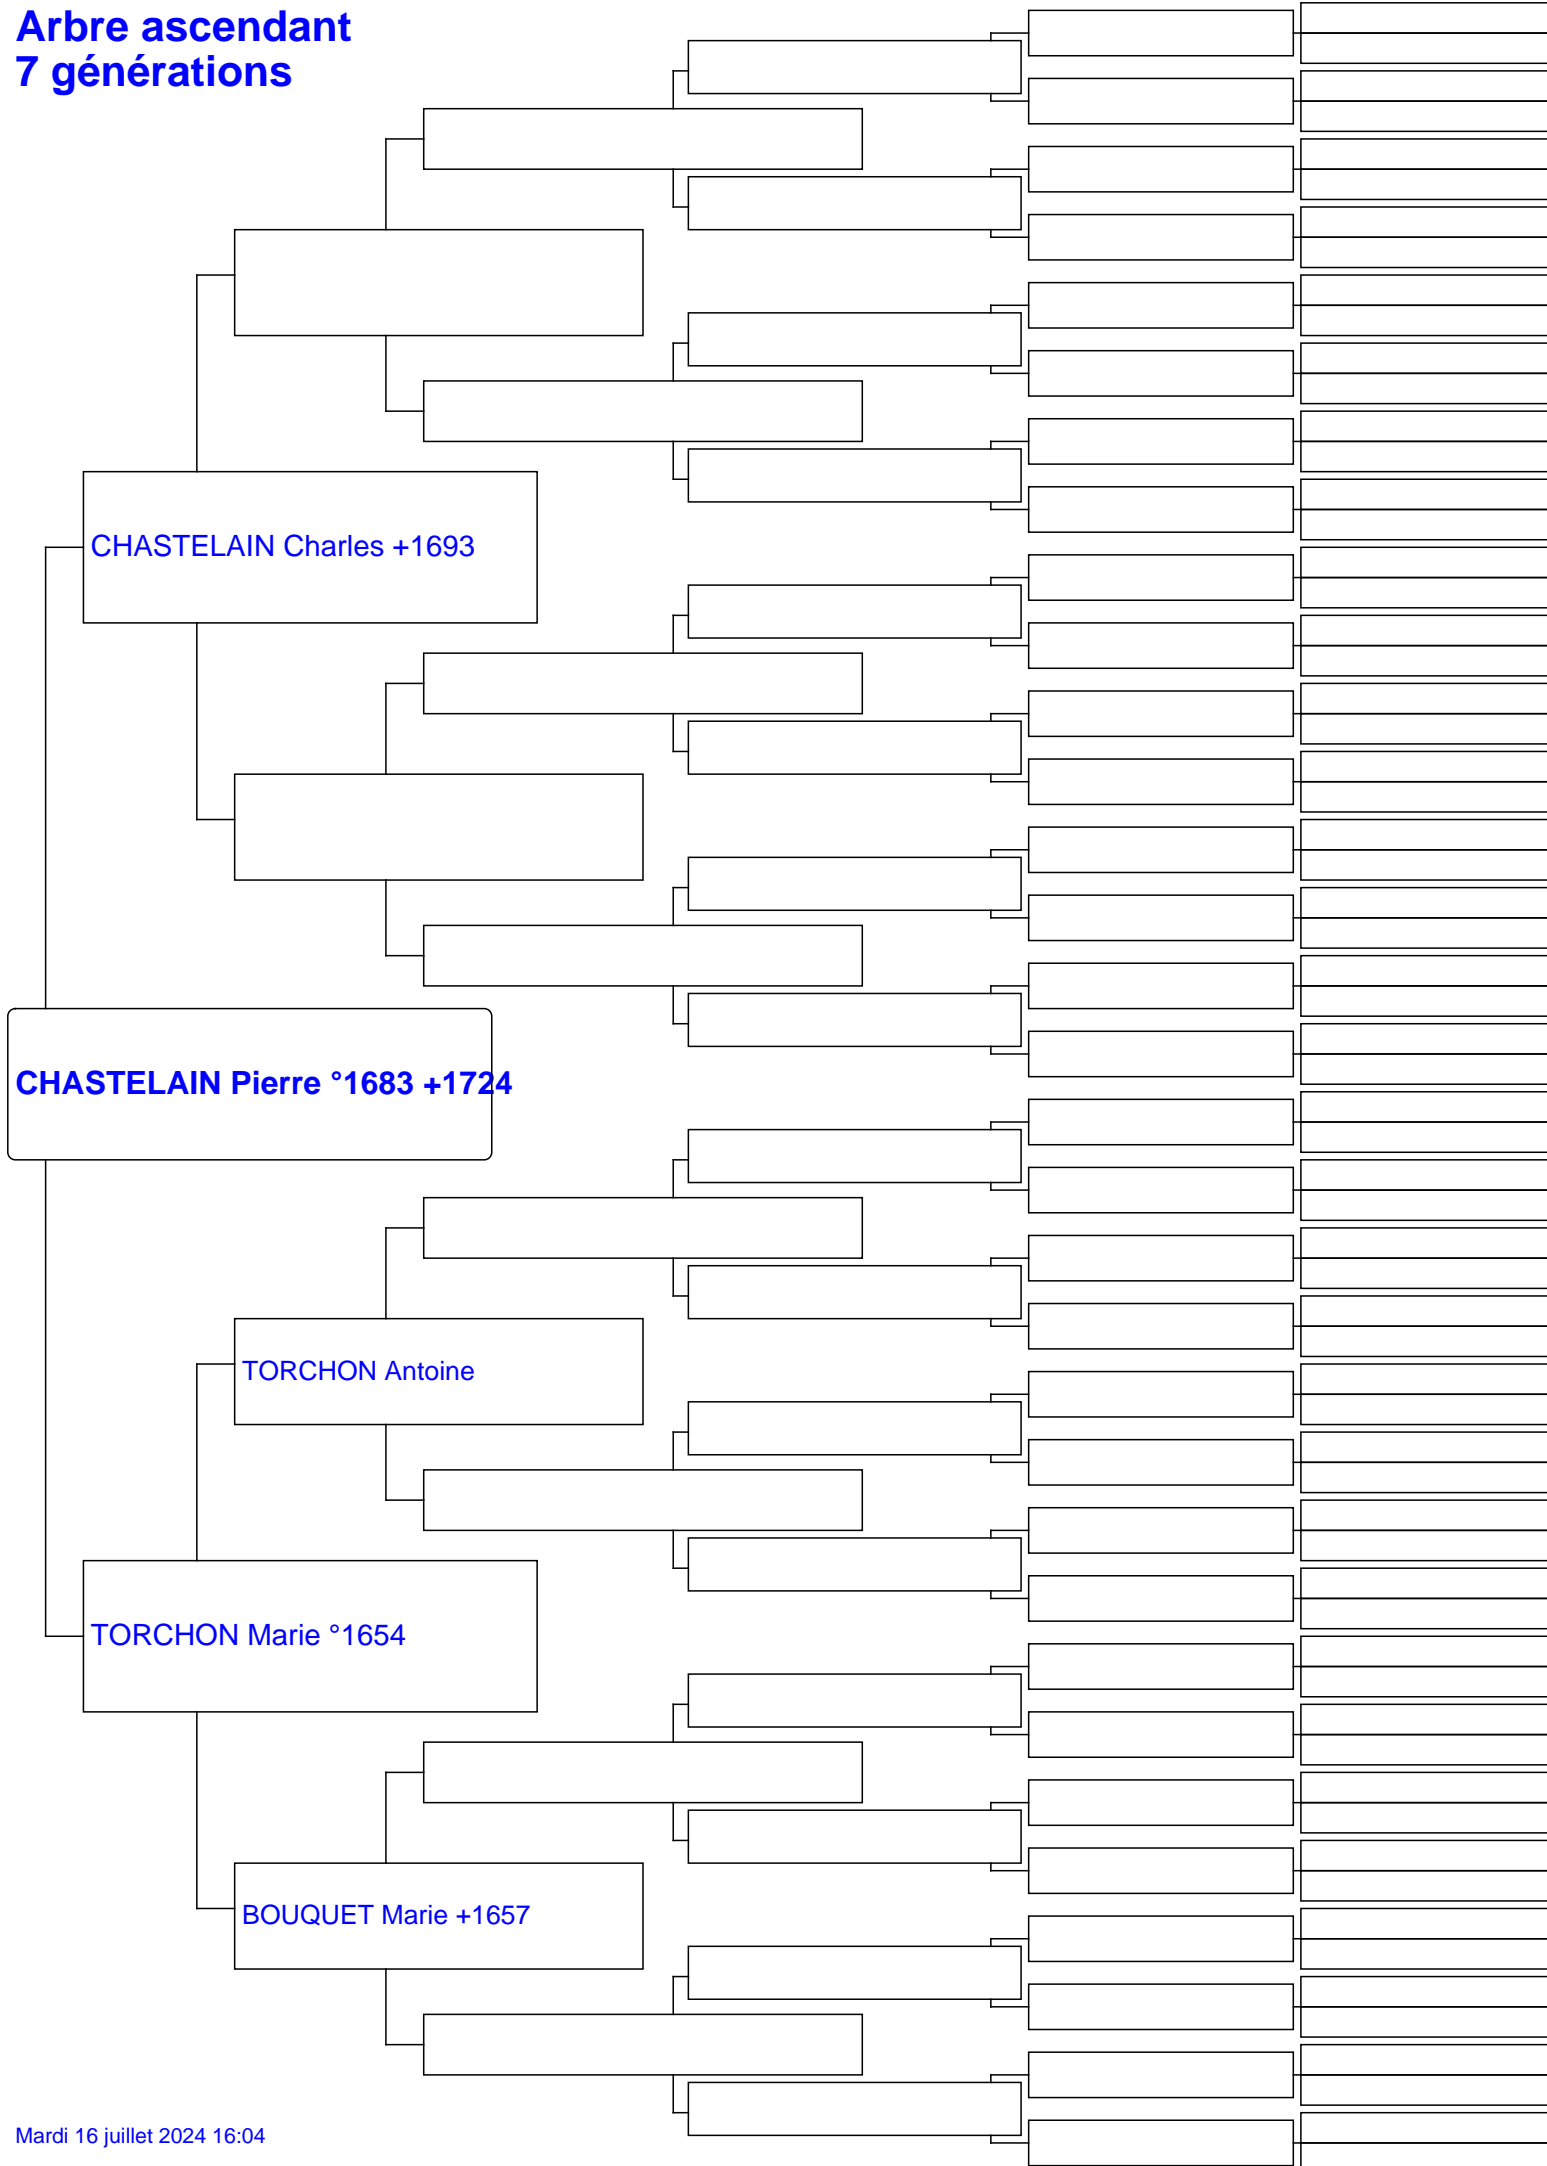 Arbre ascendant
7 générations
CHASTELAIN Charles +1693
CHASTELAIN Pierre °1683 +1724
TORCHON Antoine
TORCHON Marie °1654
BOUQUET Marie +1657
Mardi 16 juillet 2024 16:04